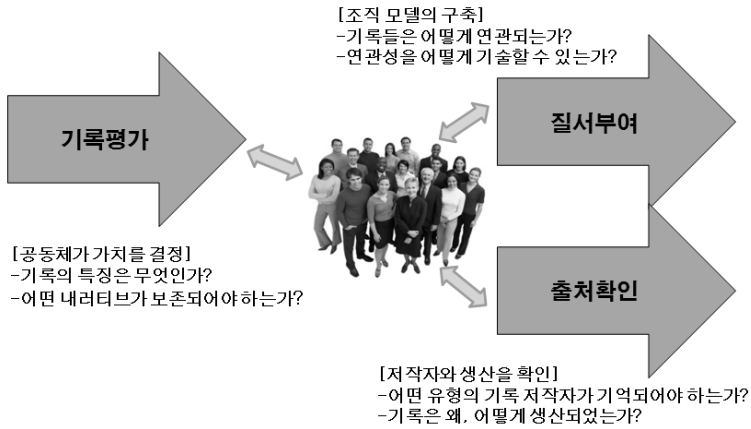 [조직 모델의 구축]
-기록들은 어떻게 연관되는가?
-연관성을 어떻게 기술할 수 있는가?
기록평가
질서부여
[공동체가 가치를 결정]
-기록의 특징은 무엇인가?
-어떤 내러티브가 보존되어야 하는가?
출처확인
[저작자와 생산을 확인]
-어떤 유형의 기록 저작자가 기억되어야 하는가?
-기록은 왜, 어떻게 생산되었는가?